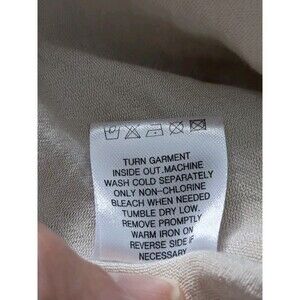 TURN GARMENT
INSIDE OUT.MACHINE
WASH COLD SEPARATELY
ONLY NON-CHLORINE
BLEACH WHEN NEEDED
TUMBLE DRY LOW.
REMOVE PROMPTLY
WARM IRON ON
REVERSE SIDE IF
NECESSARY